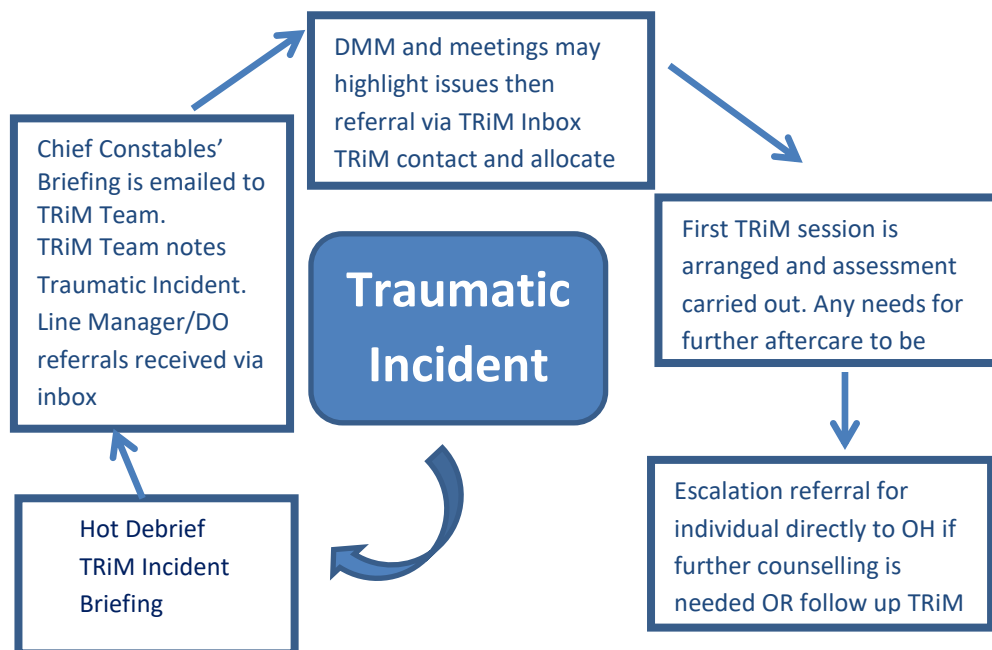 Traumatic
Incident
Hot Debrief
TRiM Incident
Briefing
Chief Constables’
Briefing is emailed to
TRiM Team.
TRiM Team notes
Traumatic Incident.
Line Manager/DO
referrals received via
inbox
DMM and meetings may
highlight issues then
referral via TRiM Inbox
TRiM contact and allocate
First TRiM session is
arranged and assessment
carried out. Any needs for
further aftercare to be
Escalation referral for
individual directly to OH if
further counselling is
needed OR follow up TRiM